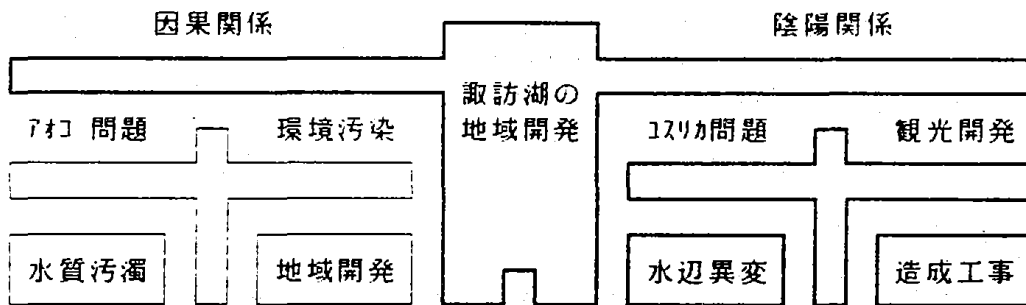 因果関係
陰陽関係
諏訪湖の
地域開発
アオコ 問題
環境汚染
ユスリカ問題
観光開発
水質汚濁
地域開発
水辺異変
造成工事